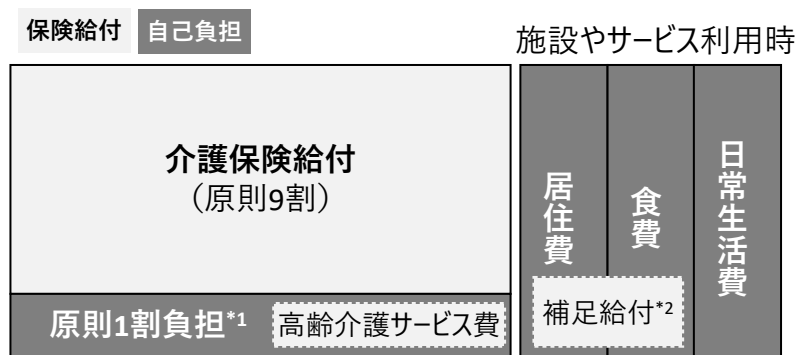 保険給付
自己負担
施設やサービス利用時
介護保険給付
（原則9割）
居住費
食費
日常生活費
原則1割負担*1
高齢介護サービス費
補足給付*2